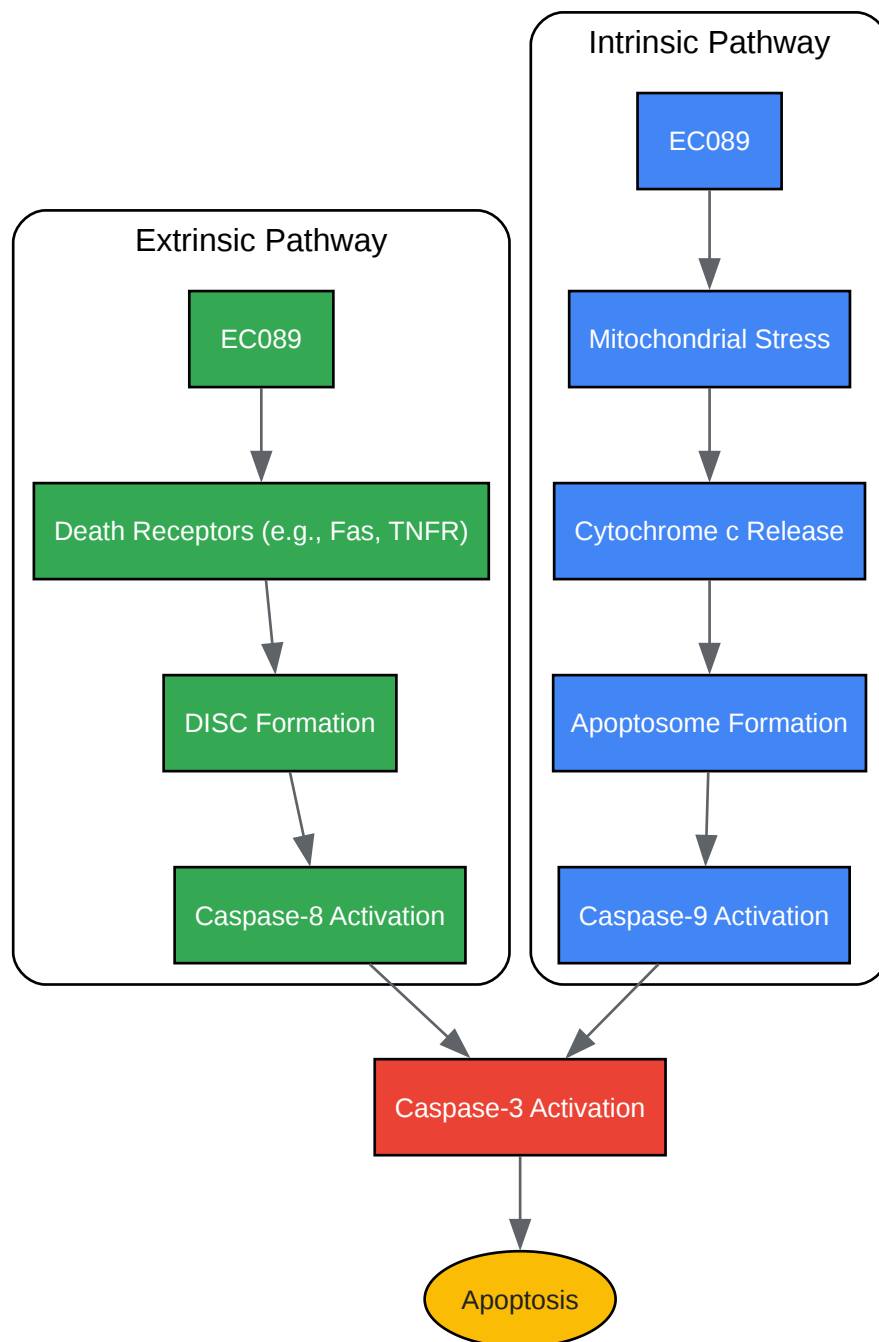 Extrinsic Pathway
EC089
Death Receptors (e.g., Fas, TNFR)
DISC Formation
Caspase-8 Activation
Intrinsic Pathway
EC089
Mitochondrial Stress
Cytochrome c Release
Apoptosome Formation
Caspase-9 Activation
Caspase-3 Activation
Apoptosis